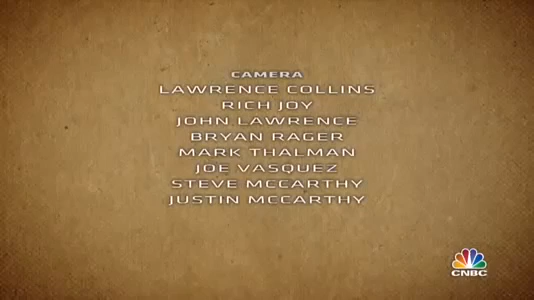 CAMERA
LAWRENCE COLLINS
RICH JOY
JOHN LAWRENCE
BRYAN RAGER
MARK THALMAN
JOE VASQUEZ
STEVE MCCARTHY
JUSTIN MCCARTHY
CNBC